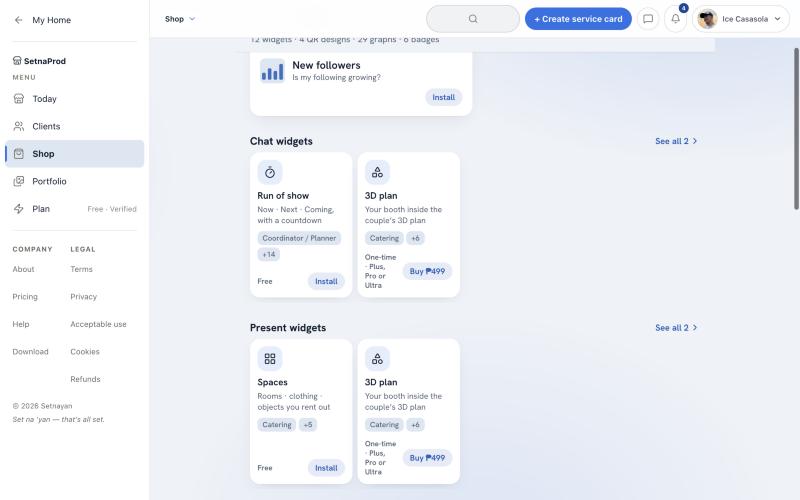 My Home
SetnaProd
MENU
Today
Clients
Shop
Portfolio
Plan
Free · Verified
COMPANY
LEGAL
About
Terms
Pricing
Privacy
Help
Acceptable use
Download
Cookies
Refunds
© 2026 Setnayan
Set na 'yan — that's all set.
Shop
+ Create service card
4
Ice Casasola
12 widgets · 4 QR designs · 29 graphs · 6 badges
New followers
Is my following growing?
Install
Chat widgets
See all 2
Run of show
Now · Next · Coming,
with a countdown
Coordinator / Planner
+14
Free
Install
3D plan
Your booth inside the
couple's 3D plan
Catering
+6
One-time
· Plus,
Pro or
Ultra
Buy ₱499
Present widgets
See all 2
Spaces
Rooms · clothing ·
objects you rent out
Catering
+5
Free
Install
3D plan
Your booth inside the
couple's 3D plan
Catering
+6
One-time
· Plus,
Pro or
Ultra
Buy ₱499